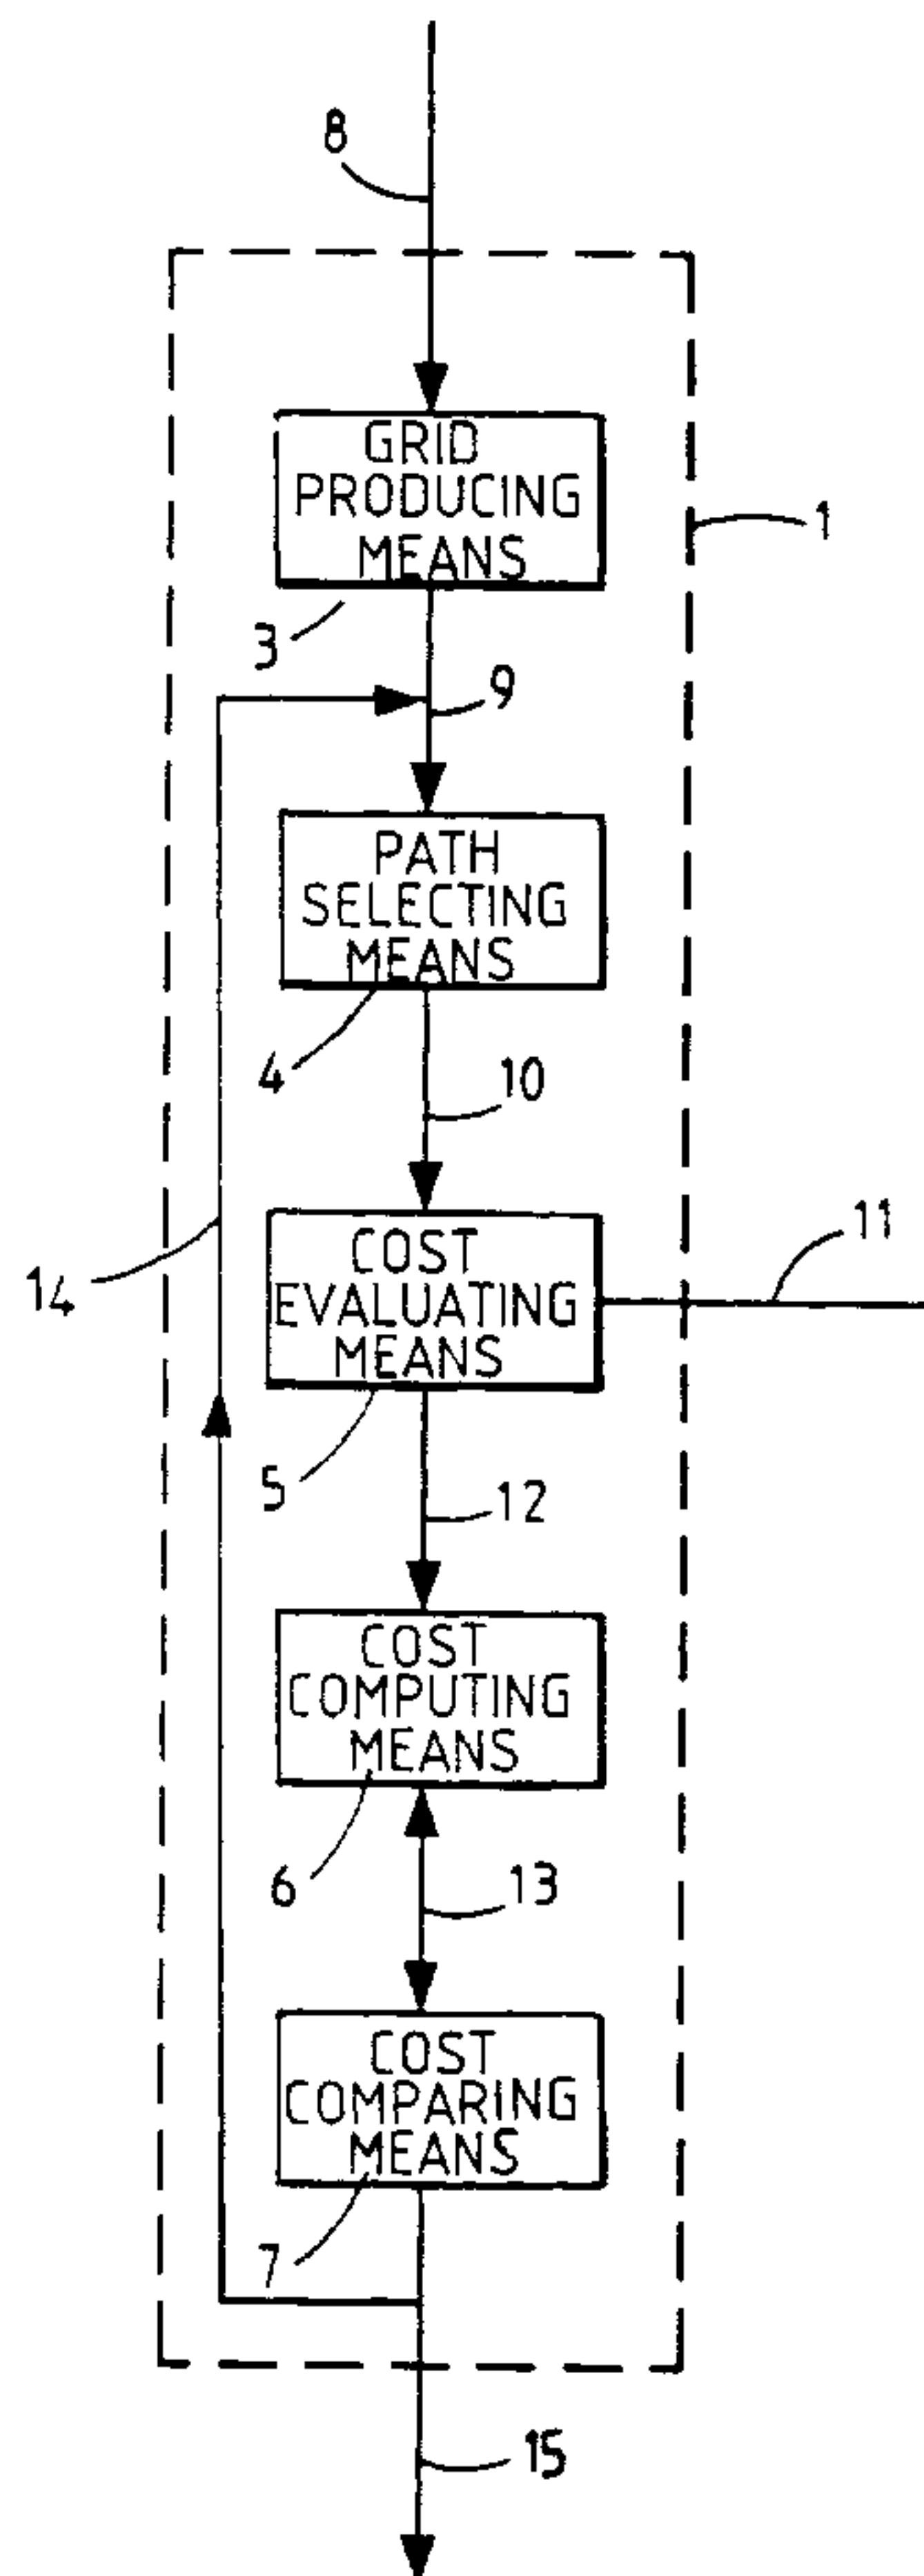 8
GRID
PRODUCING
MEANS
1
3
9
PATH
SELECTING
MEANS
4
10
COST
EVALUATING
MEANS
11
14
5
12
COST
COMPUTING
MEANS
6
13
COST
COMPARING
MEANS
7
15